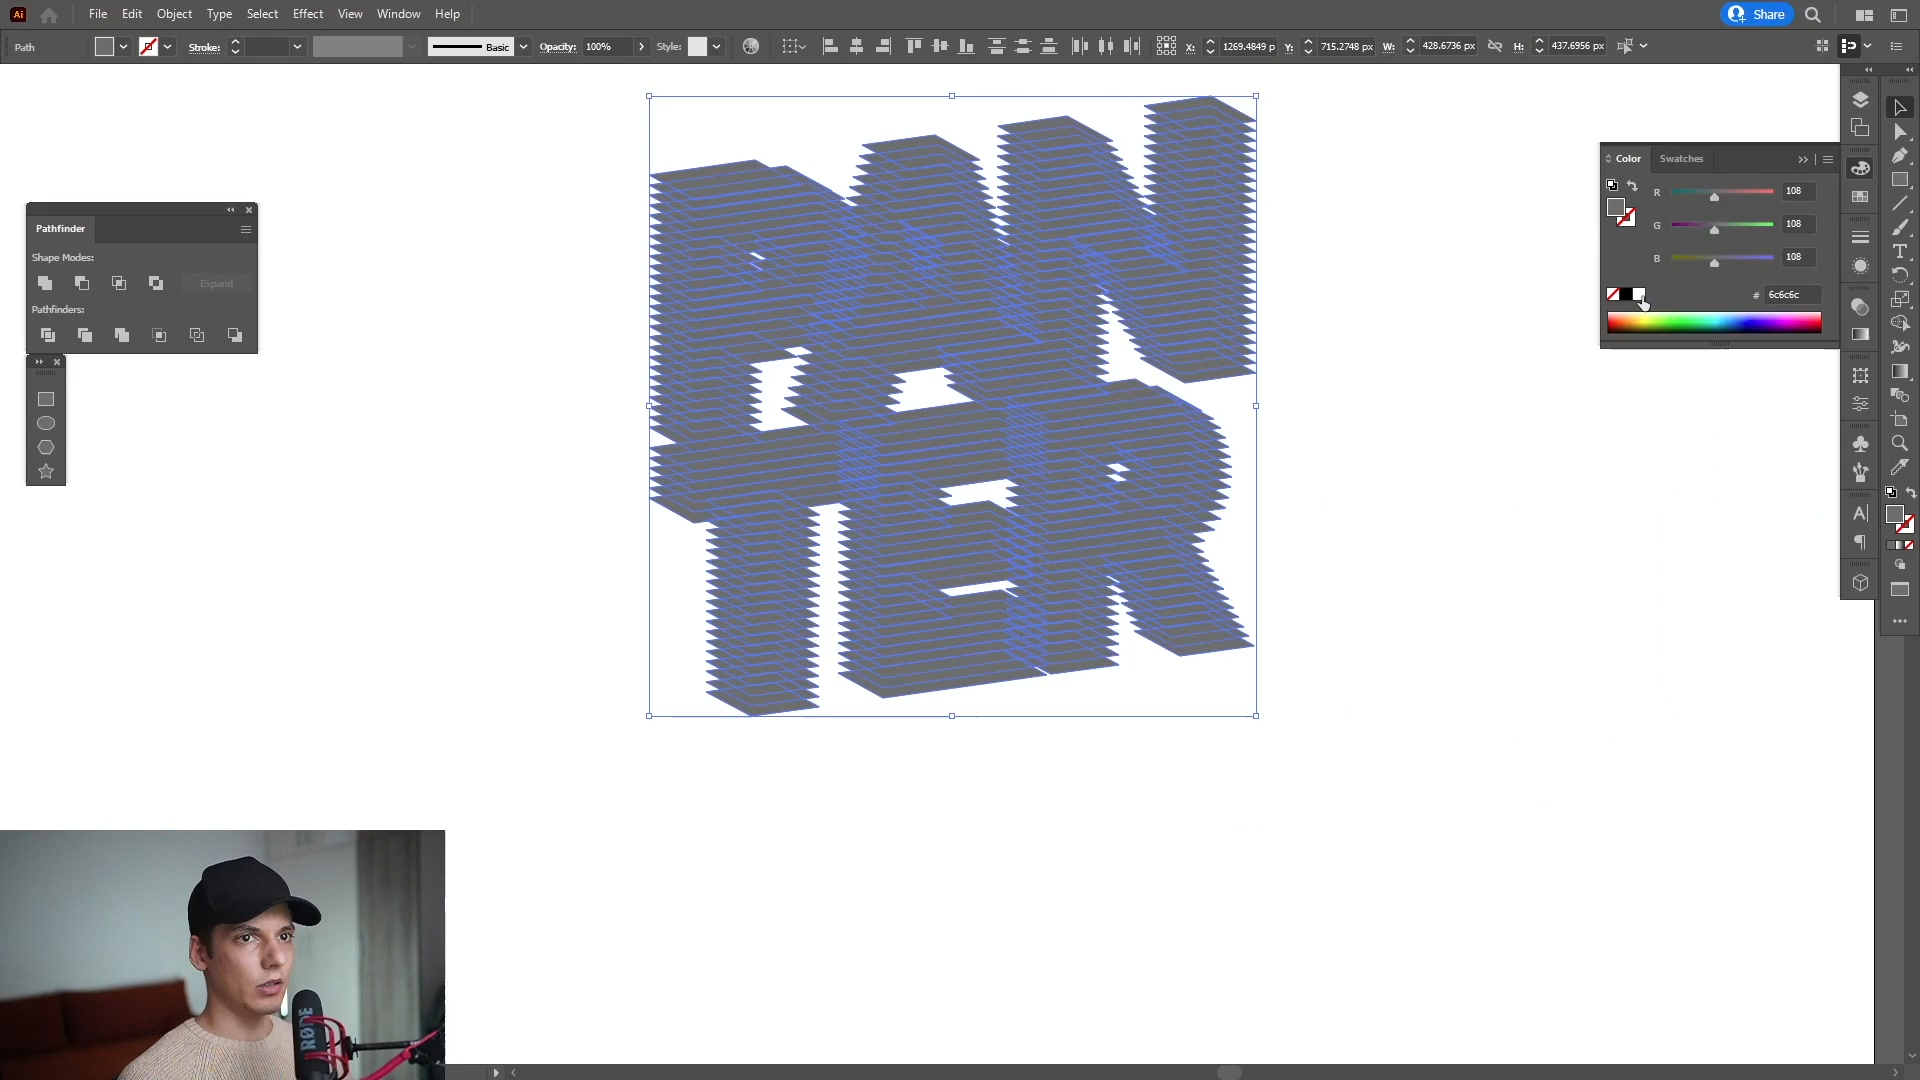 Ai File Edit Object Type Select Effect View Window Help Share
Path Stroke: Basic Opacity: 100% Style: X: 1269.4849 p Y: 715.2748 px W: 428.6736 px H: 437.6956 px
Color Swatches
R 108
G 108
B 108
# 6c6c6c
Pathfinder
Shape Modes:
Expand
Pathfinders:
PAN
TER
RØDE